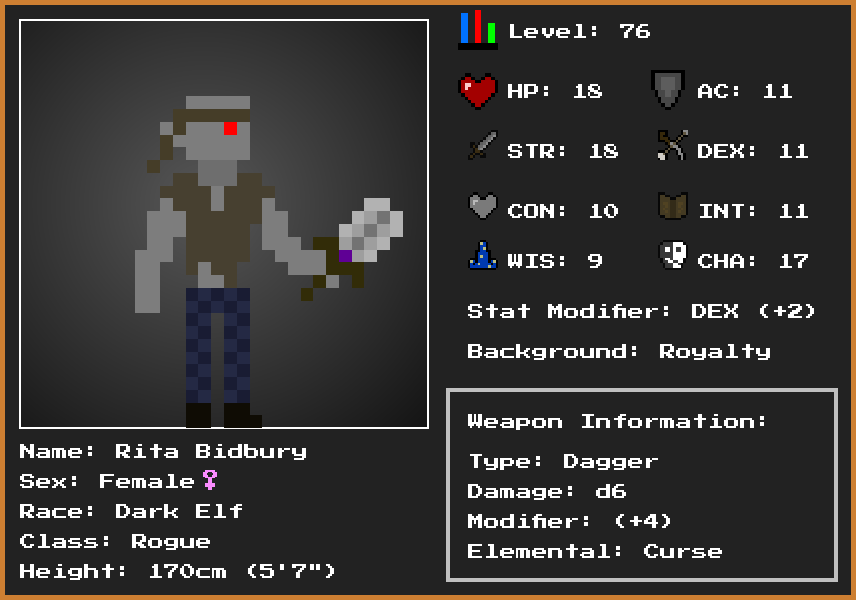 Level: 76
HP: 18 AC: 11
STR: 18 DEX: 11
CON: 10 INT: 11
WIS: 9 CHA: 17
Stat Modifier: DEX (+2)
Background: Royalty
Weapon Information:
Type: Dagger
Damage: d6
Modifier: (+4)
Elemental: Curse
Name: Rita Bidbury
Sex: Female♀
Race: Dark Elf
Class: Rogue
Height: 170cm (5'7")